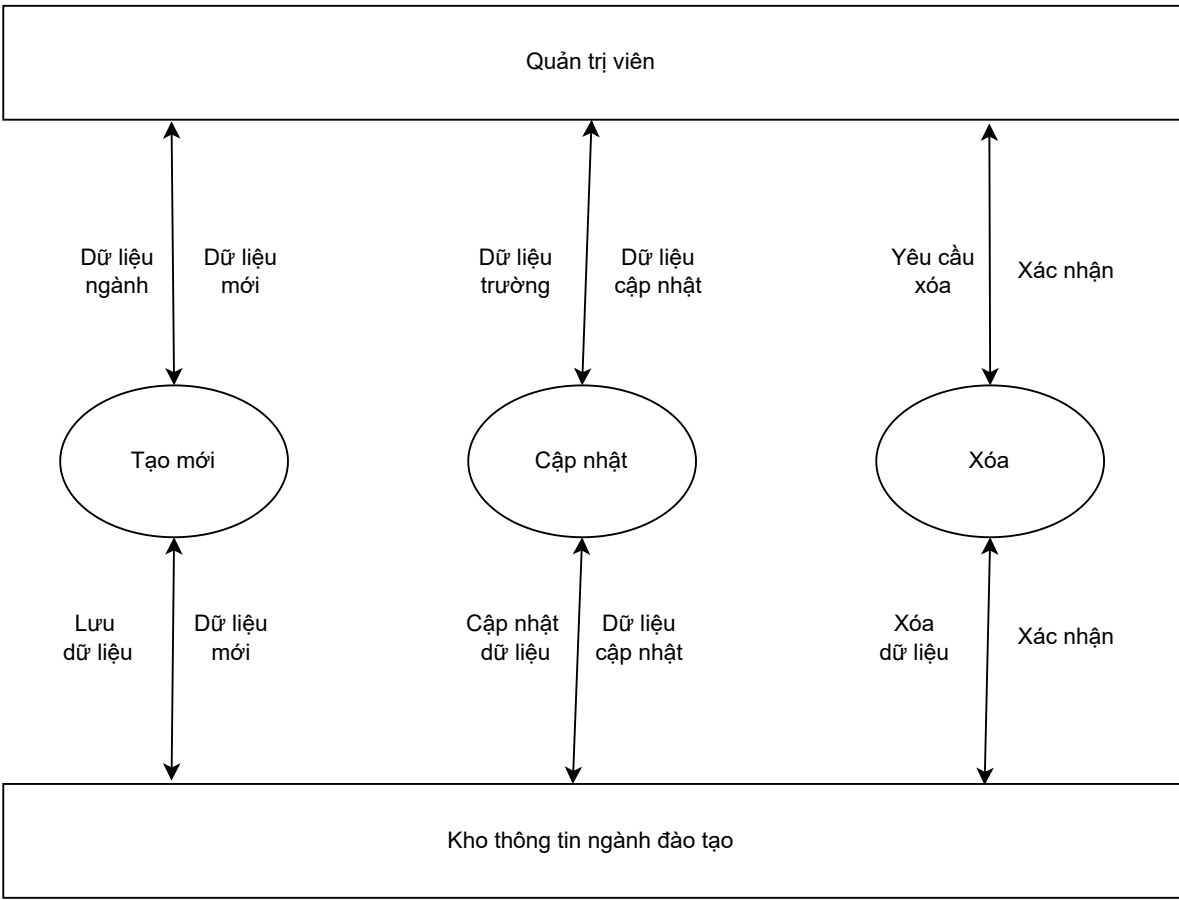 Quản trị viên
Dữ liệu
ngành
Dữ liệu
mới
Dữ liệu
trường
Dữ liệu
cập nhật
Yêu cầu
xóa
Xác nhận
Tạo mới
Cập nhật
Xóa
Lưu
dữ liệu
Dữ liệu
mới
Cập nhật
dữ liệu
Dữ liệu
cập nhật
Xóa
dữ liệu
Xác nhận
Kho thông tin ngành đào tạo